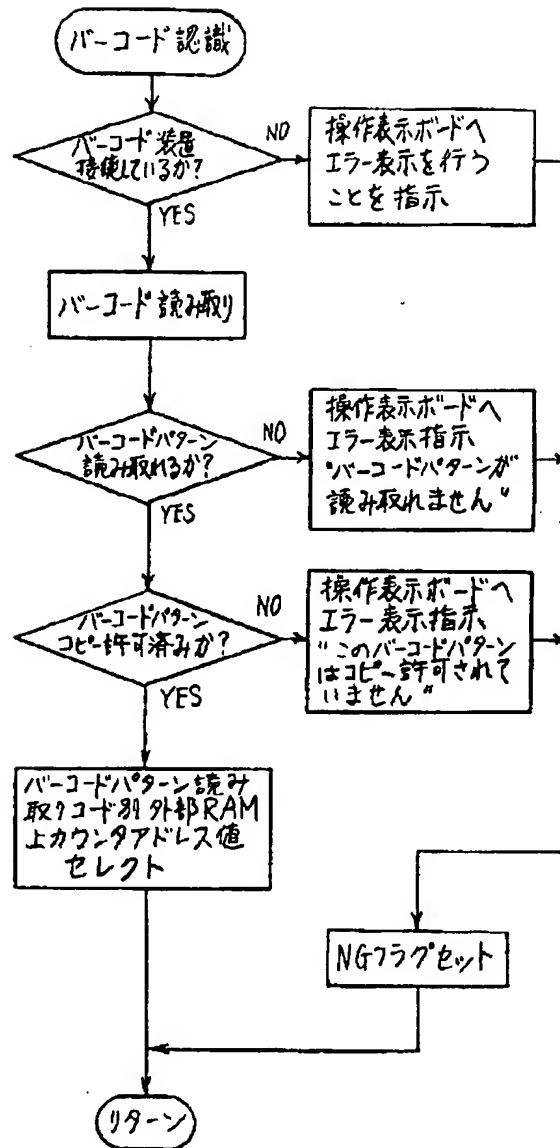 バーコード認識
バーコード装置
接続しているか?
NO
操作表示ボードへ
エラー表示を行う
ことを指示
YES
バーコード読み取り
バーコードパターン
読み取れるか?
NO
操作表示ボードへ
エラー表示指示
"バーコードパターンが
読み取れません"
YES
バーコードパターン
コピー許可済みか?
NO
操作表示ボードへ
エラー表示指示
"このバーコードパターン
はコピー許可されて
いません"
YES
バーコードパターン読み
取りコード別外部RAM
上カウンタアドレス値
セレクト
NGフラグセット
リターン